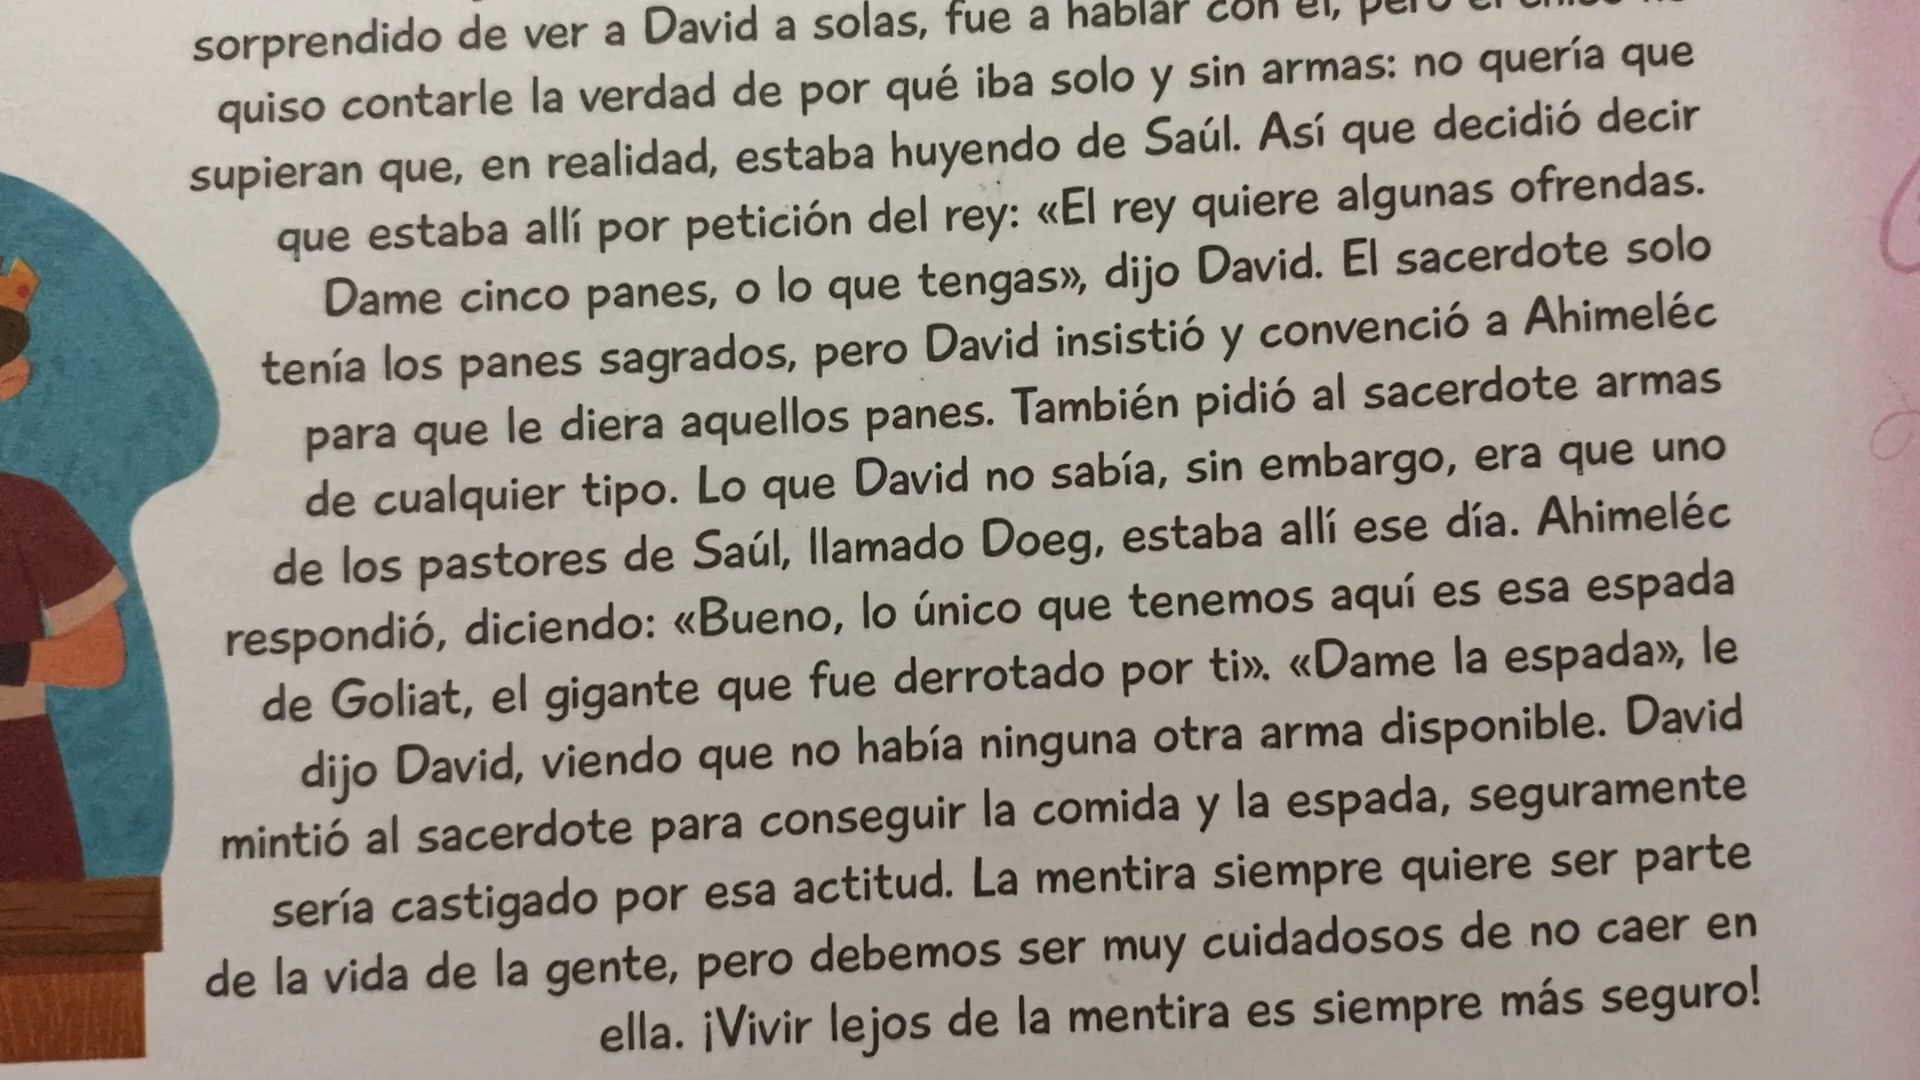 sorprendido de ver a David a solas, fue a hablar con él, pero el
quiso contarle la verdad de por qué iba solo y sin armas: no quería que
supieran que, en realidad, estaba huyendo de Saúl. Así que decidió decir
que estaba allí por petición del rey: «El rey quiere algunas ofrendas.
Dame cinco panes, o lo que tengas», dijo David. El sacerdote solo
tenía los panes sagrados, pero David insistió y convenció a Ahimeléc
para que le diera aquellos panes. También pidió al sacerdote armas
de cualquier tipo. Lo que David no sabía, sin embargo, era que uno
de los pastores de Saúl, llamado Doeg, estaba allí ese día. Ahimeléc
respondió, diciendo: «Bueno, lo único que tenemos aquí es esa espada
de Goliat, el gigante que fue derrotado por ti». «Dame la espada», le
dijo David, viendo que no había ninguna otra arma disponible. David
mintió al sacerdote para conseguir la comida y la espada, seguramente
sería castigado por esa actitud. La mentira siempre quiere ser parte
de la vida de la gente, pero debemos ser muy cuidadosos de no caer en
ella. ¡Vivir lejos de la mentira es siempre más seguro!